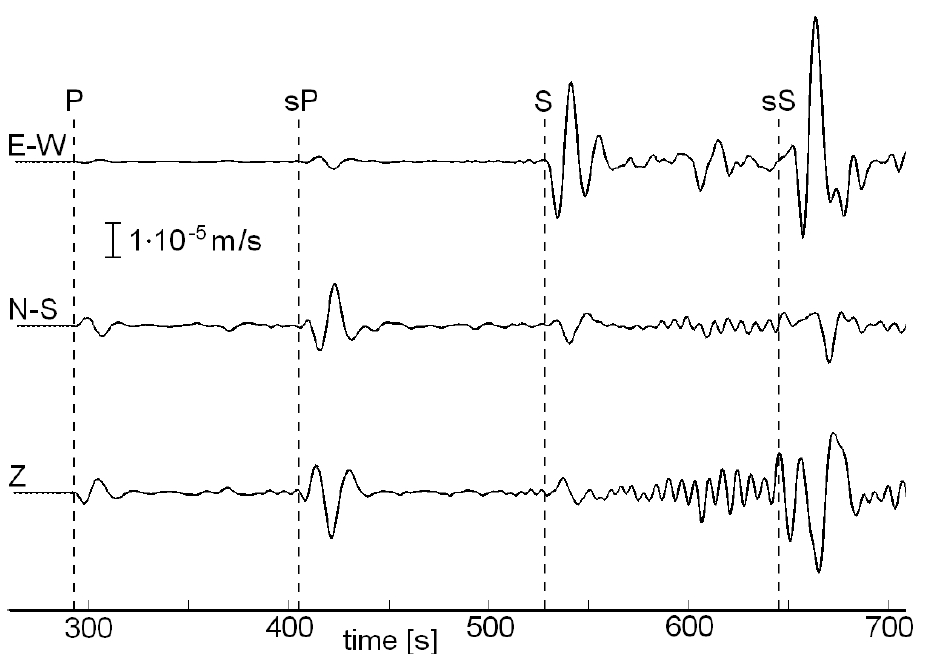 P sP S sS
E-W
1·10⁻⁵ m/s
N-S
Z
300 400 500 600 700
time [s]